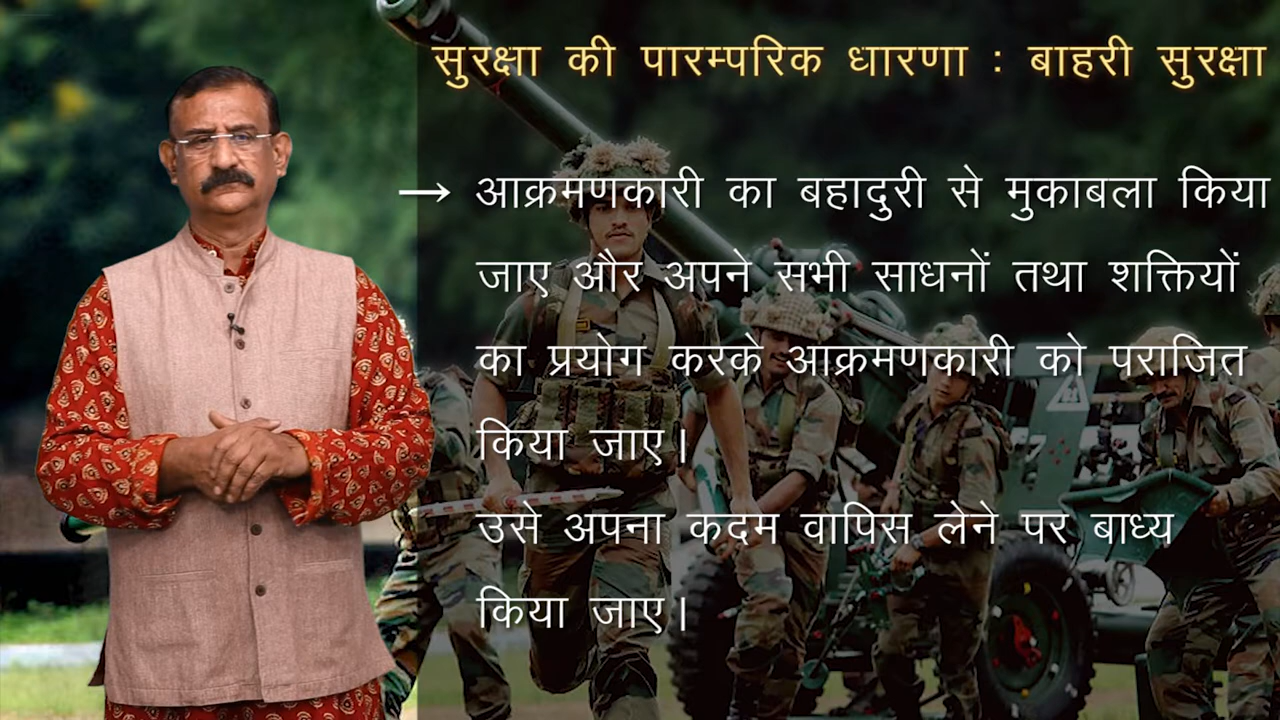 सुरक्षा की पारम्परिक धारणा : बाहरी सुरक्षा
→ आक्रमणकारी का बहादुरी से मुकाबला किया
जाए और अपने सभी साधनों तथा शक्तियों
का प्रयोग करके आक्रमणकारी को पराजित
किया जाए।
उसे अपना कदम वापिस लेने पर बाध्य
किया जाए।